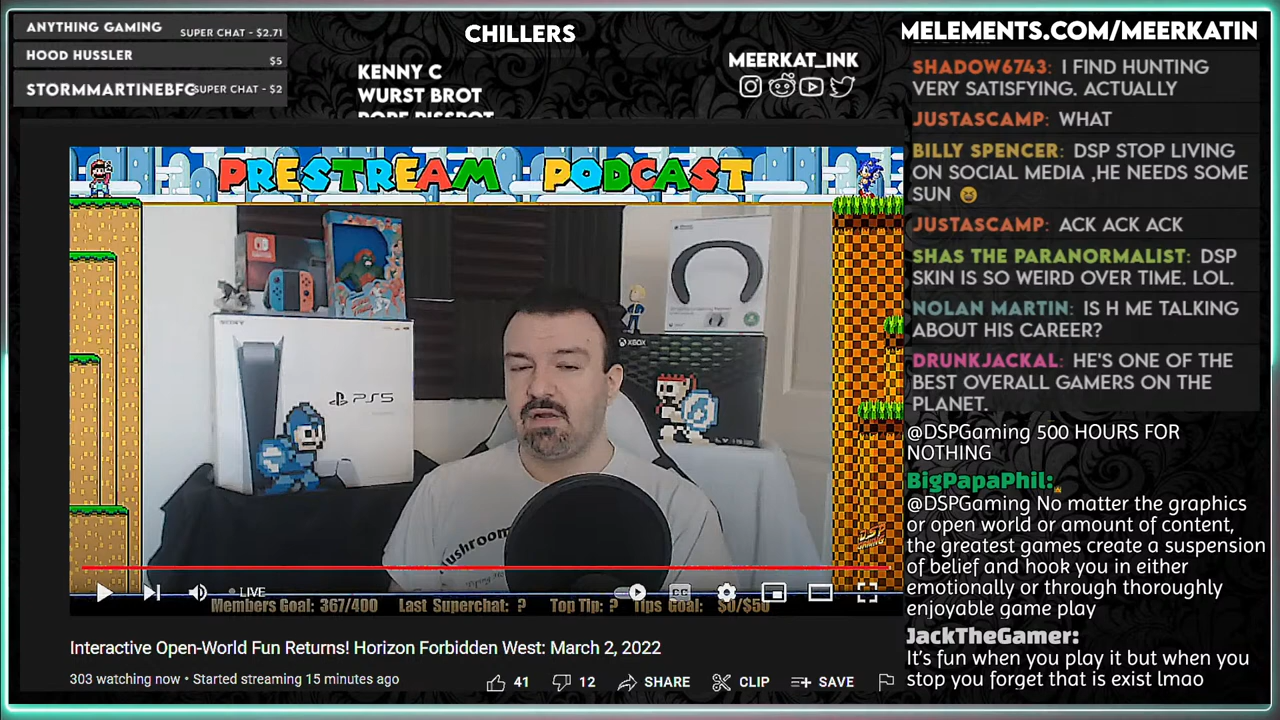 ANYTHING GAMING SUPER CHAT - $2.71
HOOD HUSSLER $5
STORMMARTINEBFC SUPER CHAT - $2
CHILLERS
KENNY C
WURST BROT
MEERKAT_INK
MELEMENTS.COM/MEERKATIN
SHADOW6743: I FIND HUNTING
VERY SATISFYING. ACTUALLY
JUSTASCAMP: WHAT
BILLY SPENCER: DSP STOP LIVING
ON SOCIAL MEDIA ,HE NEEDS SOME
SUN
JUSTASCAMP: ACK ACK ACK
SHAS THE PARANORMALIST: DSP
SKIN IS SO WEIRD OVER TIME. LOL.
NOLAN MARTIN: IS H ME TALKING
ABOUT HIS CAREER?
DRUNKJACKAL: HE'S ONE OF THE
BEST OVERALL GAMERS ON THE
PLANET.
@DSPGaming 500 HOURS FOR
NOTHING
BigPapaPhil:
@DSPGaming No matter the graphics
or open world or amount of content,
the greatest games create a suspension
of belief and hook you in either
emotionally or through thoroughly
enjoyable game play
JackTheGamer:
It's fun when you play it but when you
stop you forget that is exist lmao
PRESTREAM PODCAST
SONY
PS5
XBOX
Mushroom
DSP
GAMING
LIVE
CC
Members Goal: 367/400 Last Superchat: ? Top Tip: ? Tips Goal: $0/$50
Interactive Open-World Fun Returns! Horizon Forbidden West: March 2, 2022
303 watching now • Started streaming 15 minutes ago
41 12 SHARE CLIP SAVE